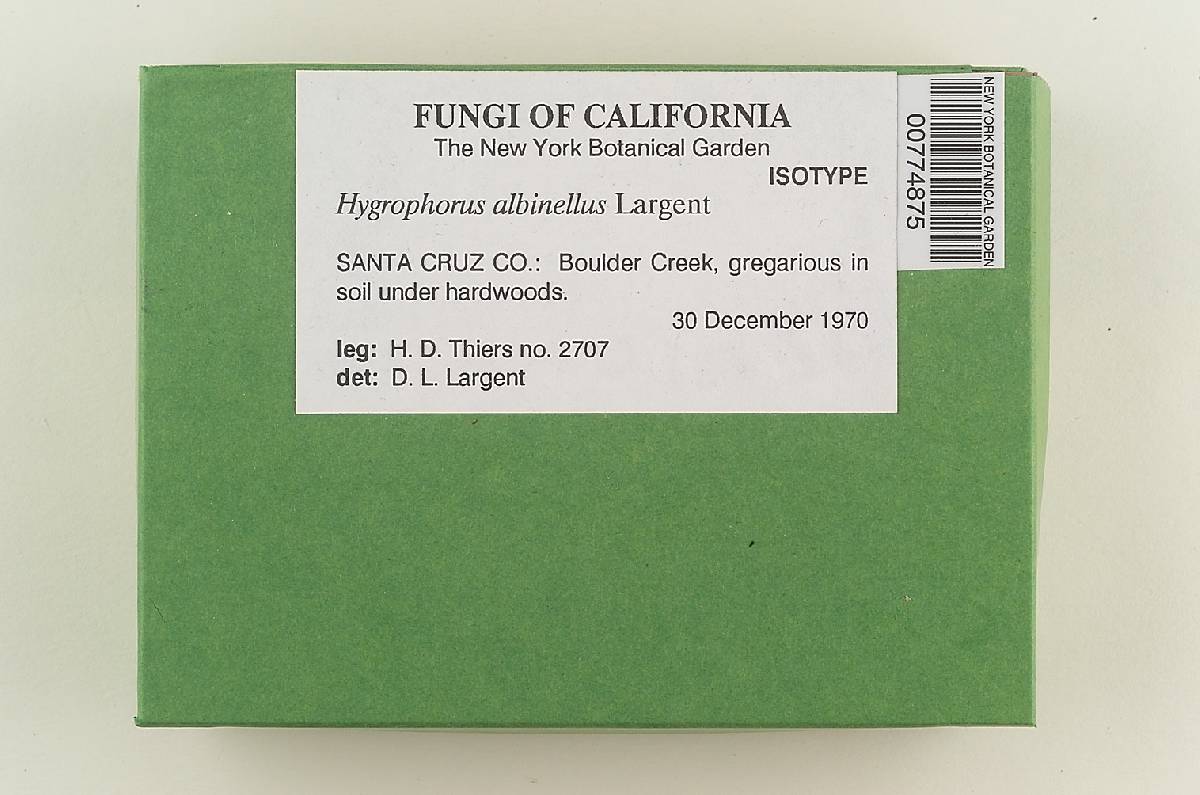 FUNGI OF CALIFORNIA
The New York Botanical Garden
ISOTYPE
Hygrophorus albinellus Largent
SANTA CRUZ CO.: Boulder Creek, gregarious in
soil under hardwoods.
30 December 1970
leg: H. D. Thiers no. 2707
det: D. L. Largent
NEW YORK BOTANICAL GARDEN
00774875